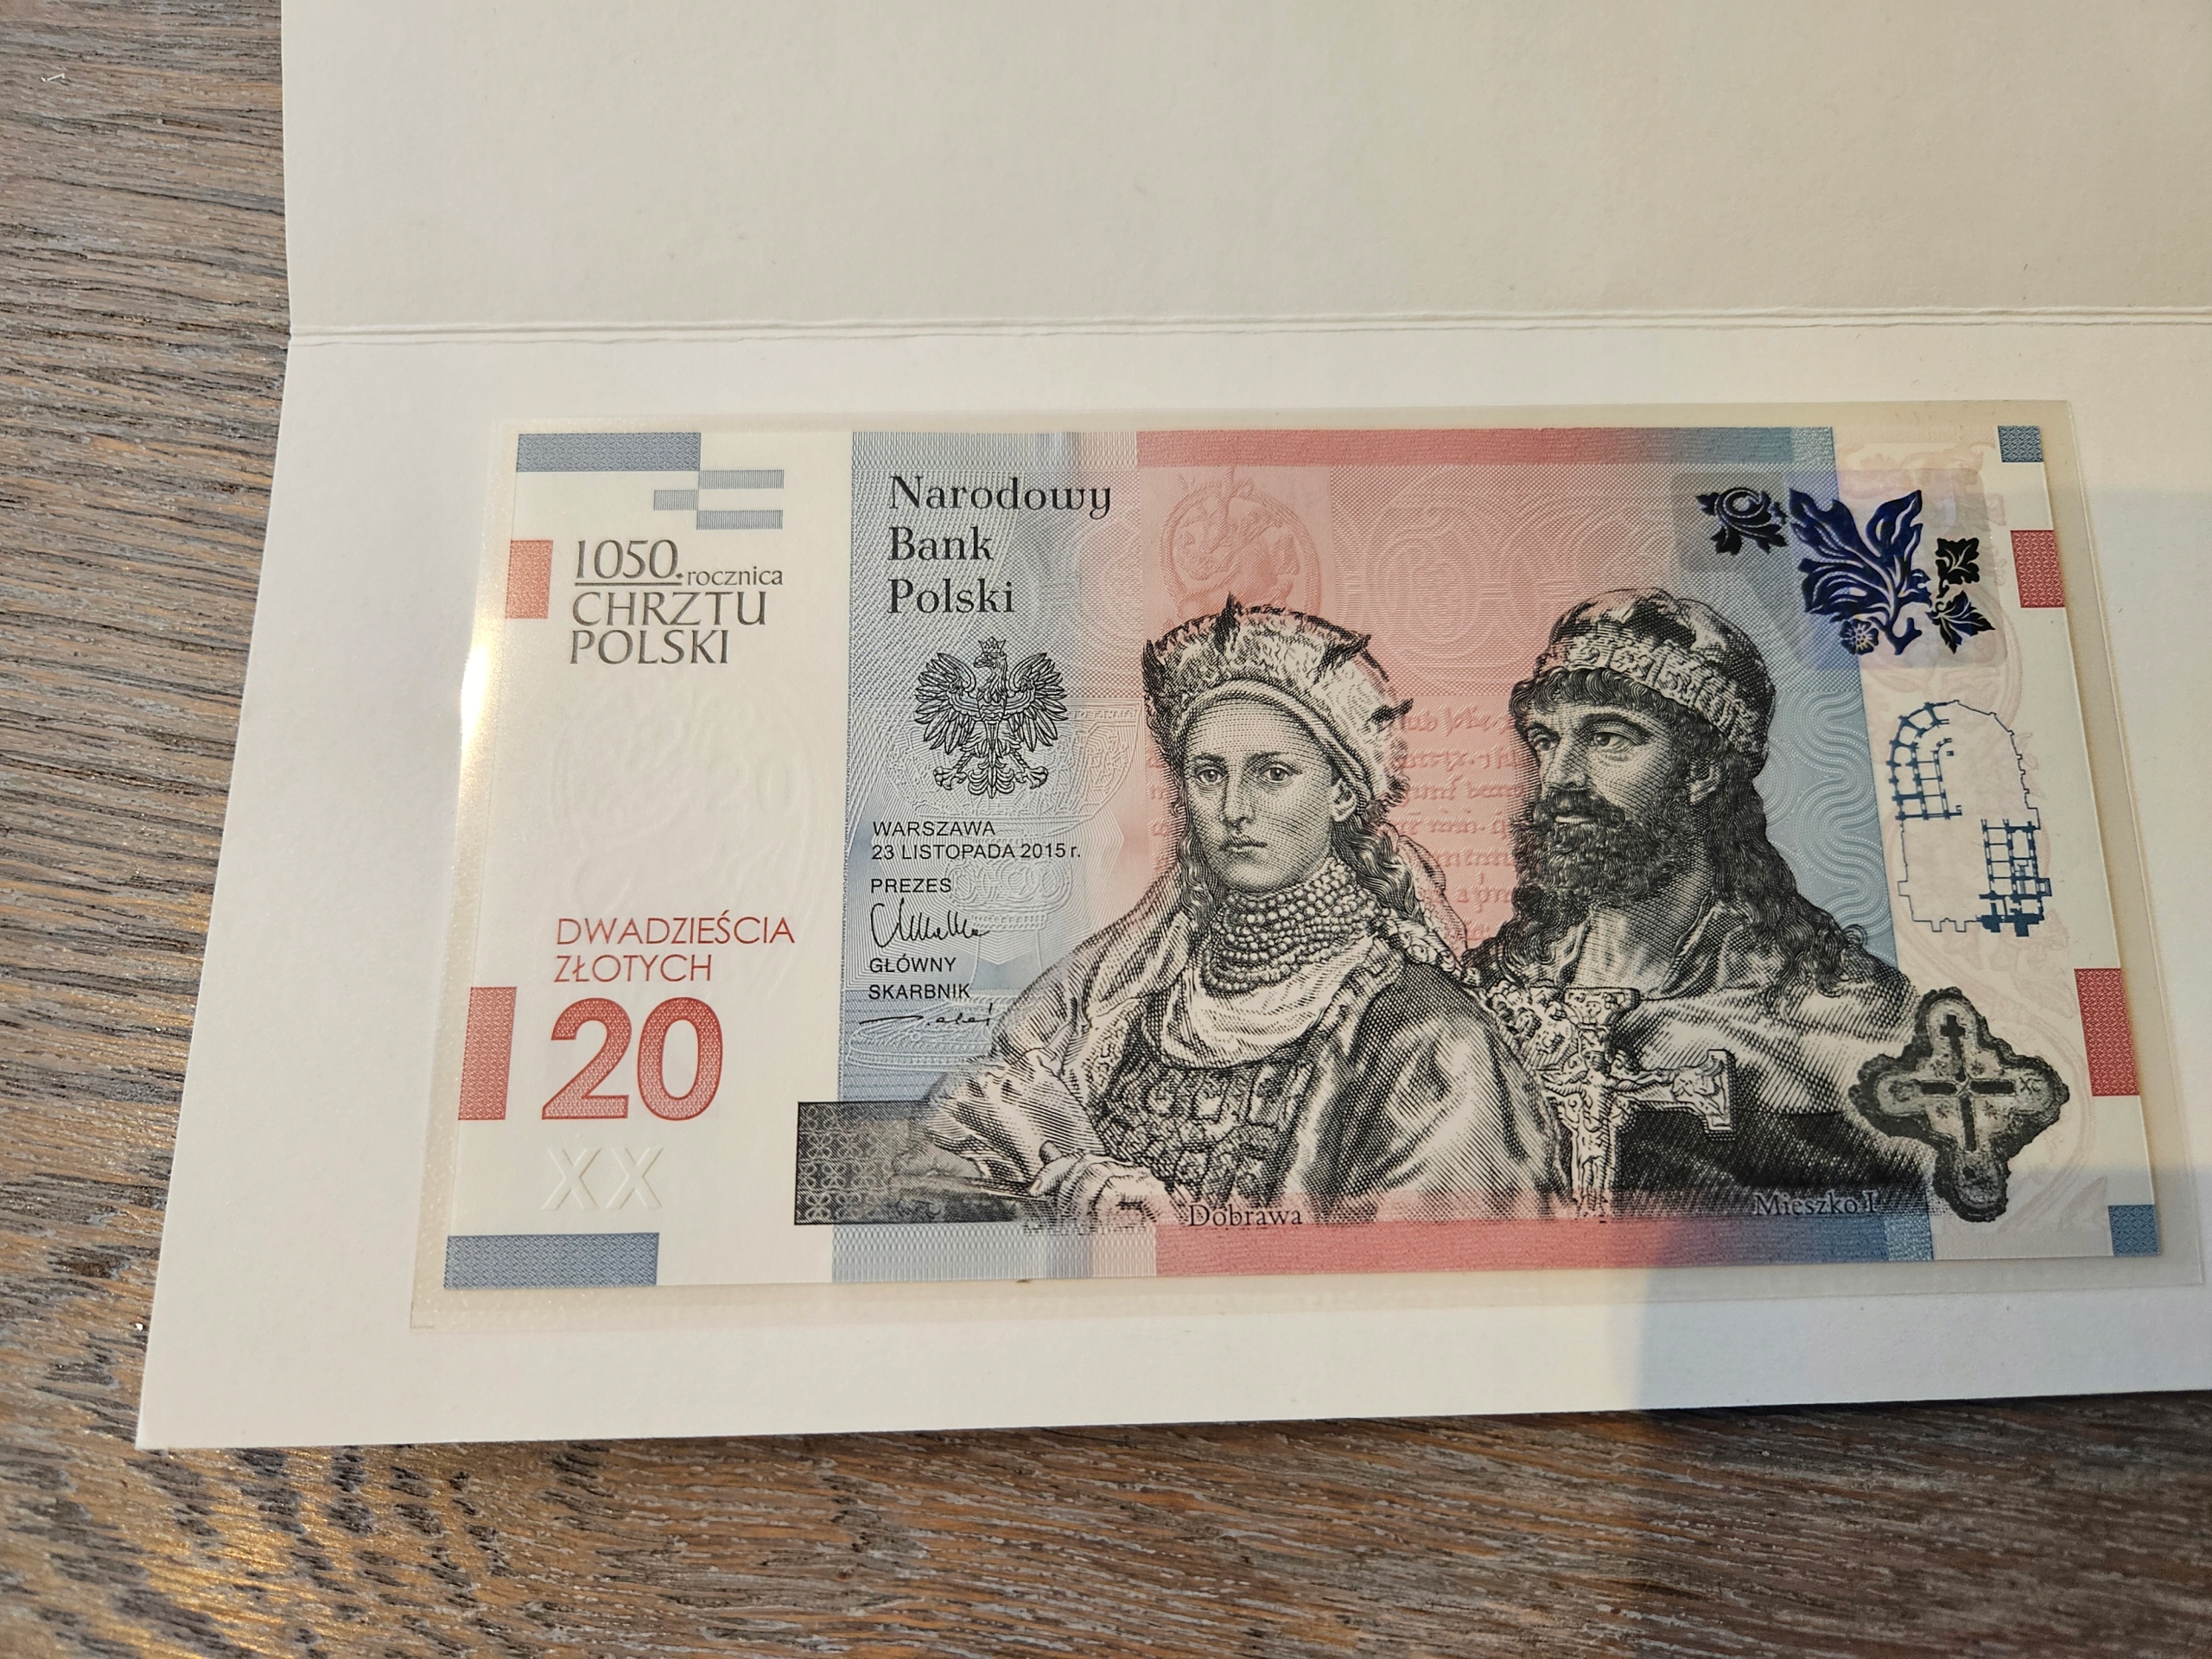 1050. rocznica
CHRZTU
POLSKI
Narodowy
Bank
Polski
WARSZAWA
23 LISTOPADA 2015 r.
PREZES
GŁÓWNY
SKARBNIK
DWADZIEŚCIA
ZŁOTYCH
20
XX
Dobrawa
Mieszko I